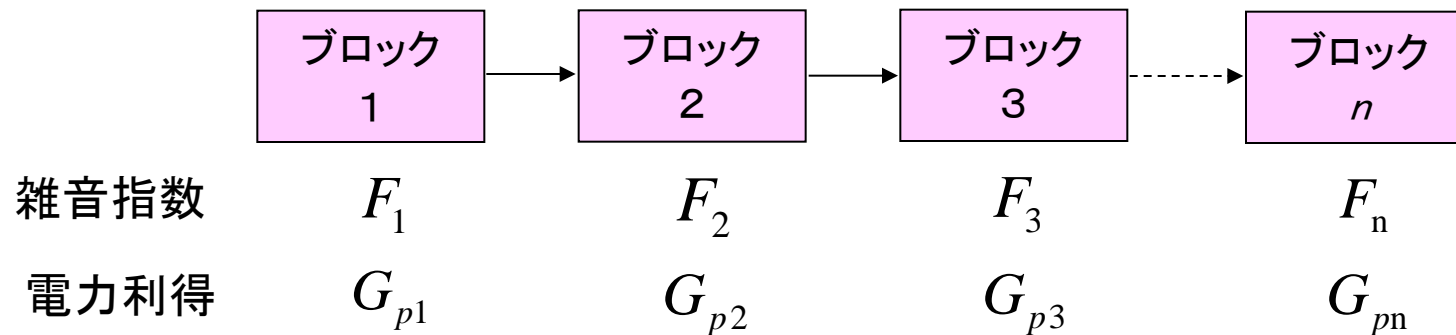 ブロック ブロック ブロック ブロック
1 2 3 n
雑音指数 F₁ F₂ F₃ Fₙ
電力利得 Gₚ₁ Gₚ₂ Gₚ₃ Gₚₙ